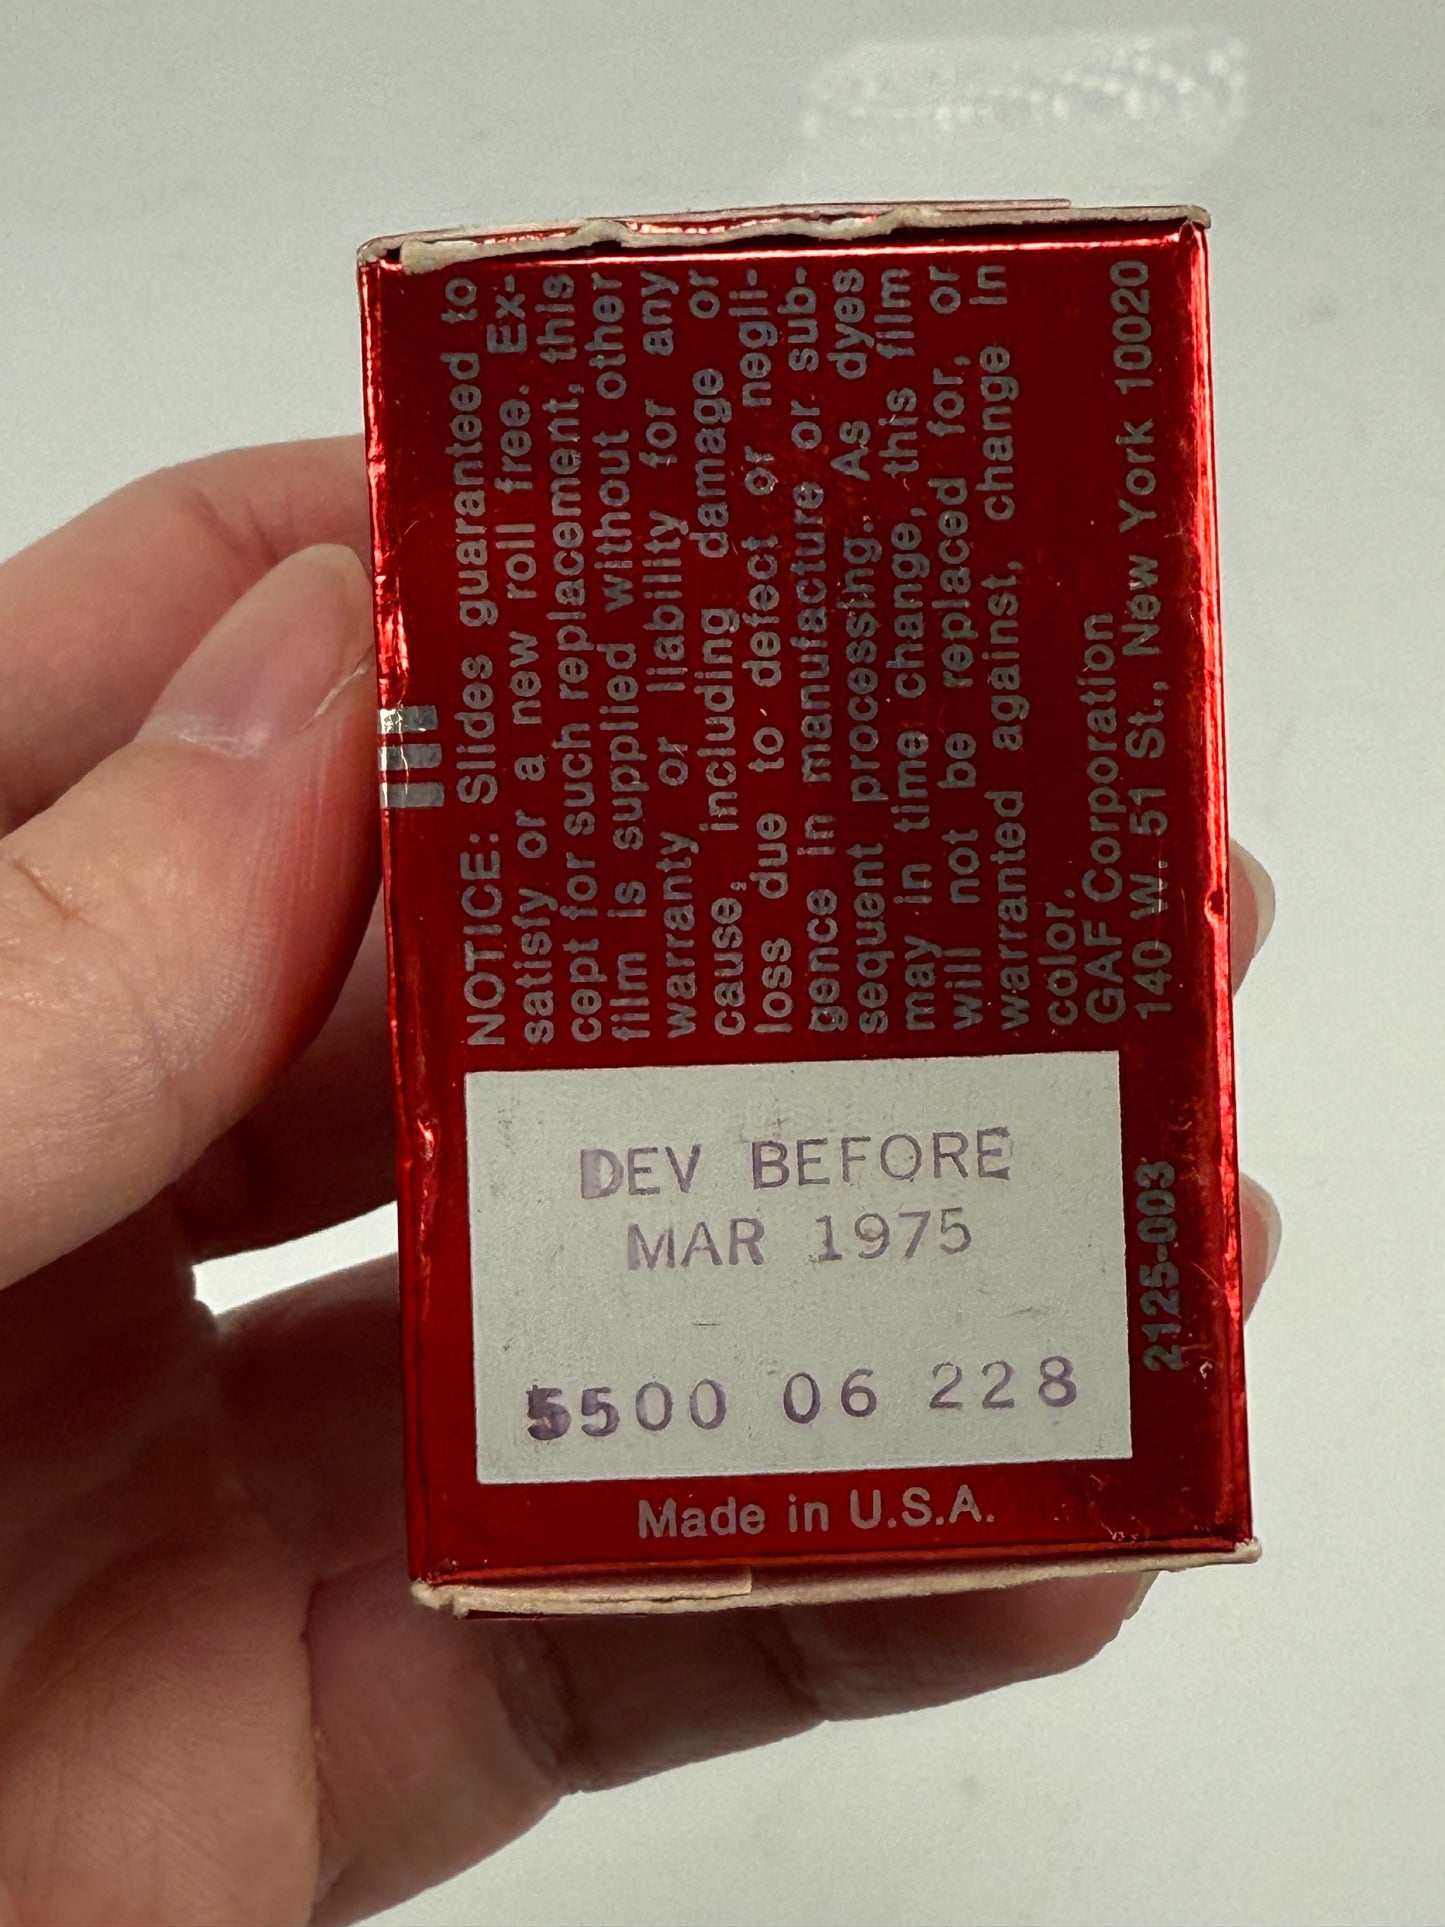 NOTICE: Slides guaranteed to
satisfy or a new roll free. Ex-
cept for such replacement, this
film is supplied without other
warranty or liability for any
cause, including damage or
loss due to defect or negli-
gence in manufacture or sub-
sequent processing. As dyes
may in time change, this film
will not be replaced for, or
warranted against, change in
color.
GAF Corporation
140 W. 51 St., New York 10020
DEV BEFORE
MAR 1975
5500 06 228
2125-003
Made in U.S.A.